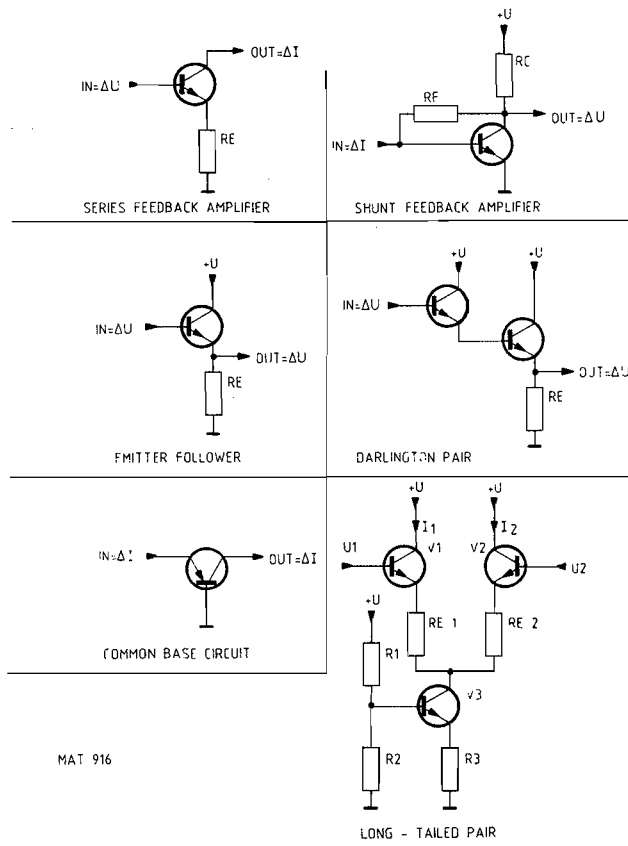 OUT=ΔI
IN=ΔU
RE
SERIES FEEDBACK AMPLIFIER
+U
RC
RF
OUT=ΔU
IN=ΔI
SHUNT FEEDBACK AMPLIFIER
+U
IN=ΔU
OUT=ΔU
RE
EMITTER FOLLOWER
+U +U
IN=ΔU
OUT=ΔU
RE
DARLINGTON PAIR
IN=ΔI OUT=ΔI
COMMON BASE CIRCUIT
+U +U
I1 I2
U1 V1 V2 U2
+U
RE 1 RE 2
R1
V3
R2 R3
LONG - TAILED PAIR
MAT 916